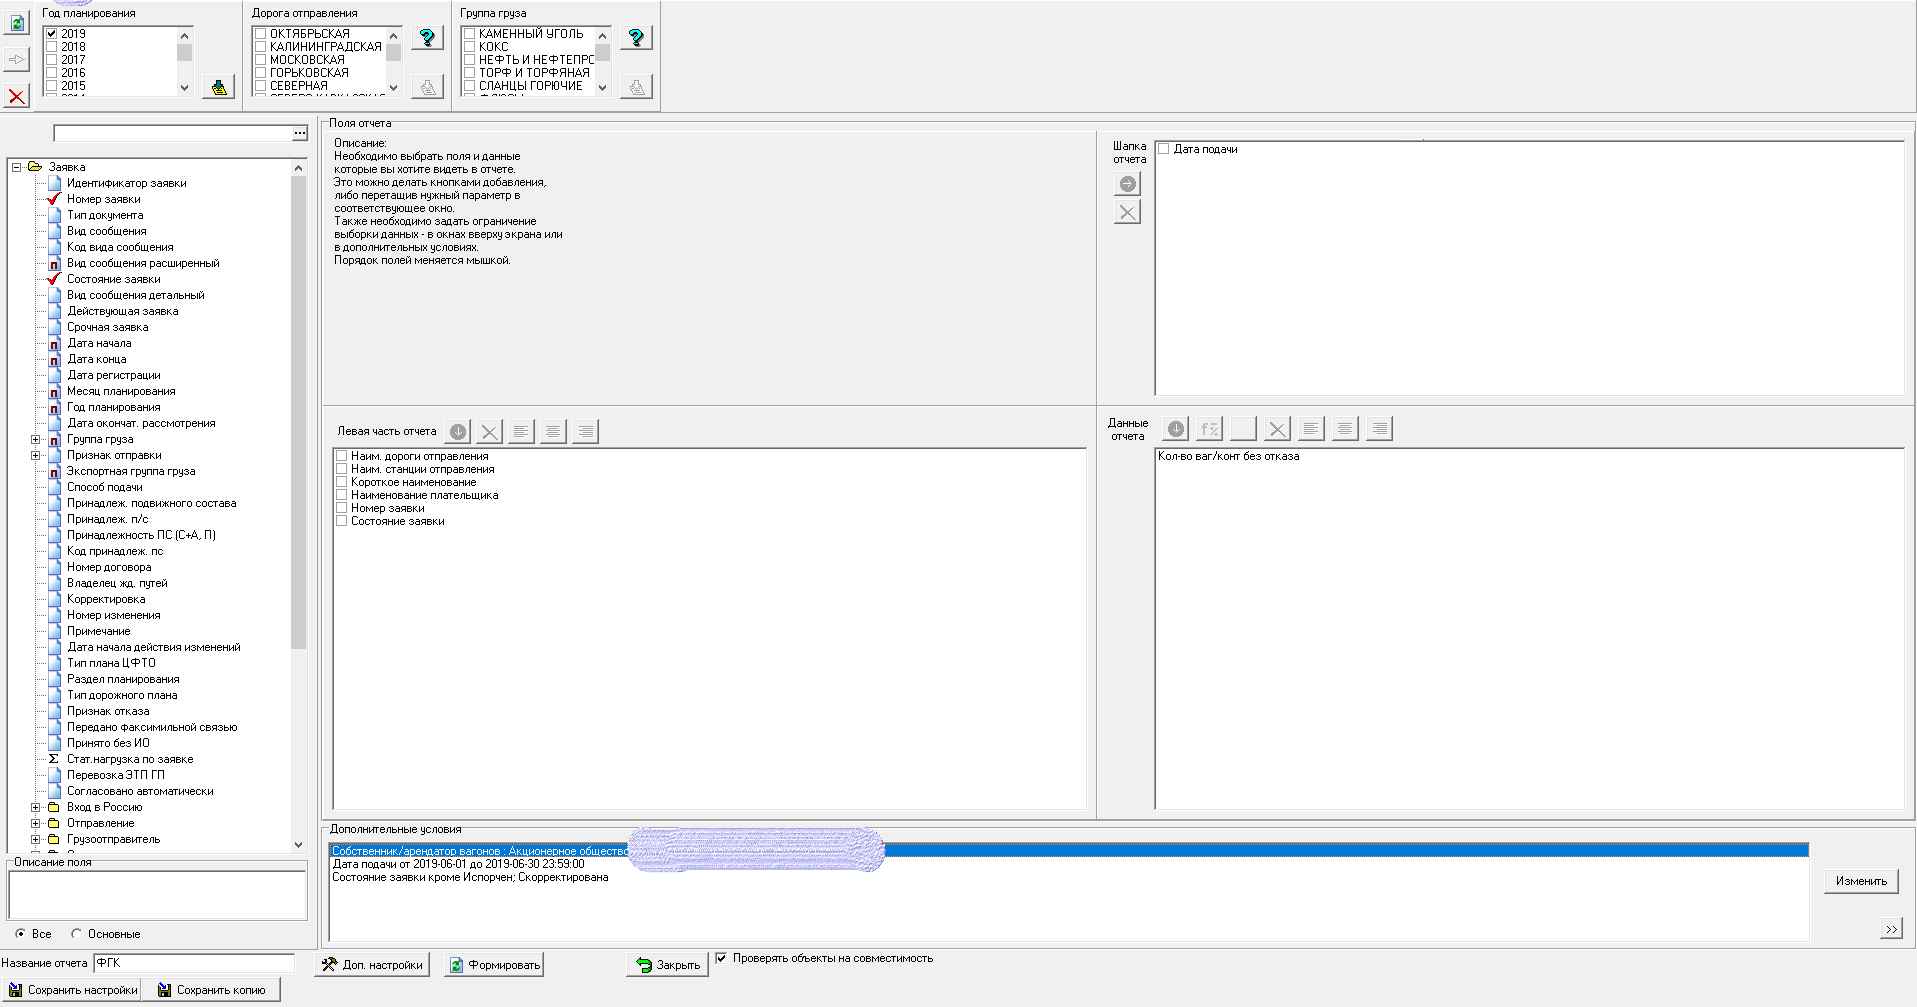 Год планирования
2019
2018
2017
2016
2015
Дорога отправления
ОКТЯБРЬСКАЯ
КАЛИНИНГРАДСКАЯ
МОСКОВСКАЯ
ГОРЬКОВСКАЯ
СЕВЕРНАЯ
Группа груза
КАМЕННЫЙ УГОЛЬ
КОКС
НЕФТЬ И НЕФТЕПРС
ТОРФ И ТОРФЯНАЯ
СЛАНЦЫ ГОРЮЧИЕ
...
Заявка
Идентификатор заявки
Номер заявки
Тип документа
Вид сообщения
Код вида сообщения
Вид сообщения расширенный
Состояние заявки
Вид сообщения детальный
Действующая заявка
Срочная заявка
Дата начала
Дата конца
Дата регистрации
Месяц планирования
Год планирования
Дата окончат. рассмотрения
Группа груза
Признак отправки
Экспортная группа груза
Способ подачи
Принадлеж. подвижного состава
Принадлеж. п/с
Принадлежность ПС (С+А, П)
Код принадлеж. пс
Номер договора
Владелец жд. путей
Корректировка
Номер изменения
Примечание
Дата начала действия изменений
Тип плана ЦФТО
Раздел планирования
Тип дорожного плана
Признак отказа
Передано факсимильной связью
Принято без ИО
Σ Стат.нагрузка по заявке
Перевозка ЭТП ГП
Согласовано автоматически
Вход в Россию
Отправление
Грузоотправитель
Описание поля
Все
Основные
Название отчета ФГК
Сохранить настройки
Сохранить копию
Поля отчета
Описание:
Необходимо выбрать поля и данные
которые вы хотите видеть в отчете.
Это можно делать кнопками добавления,
либо перетащив нужный параметр в
соответствующее окно.
Также необходимо задать ограничение
выборки данных - в окнах вверху экрана или
в дополнительных условиях.
Порядок полей меняется мышкой.
Шапка
отчета
Дата подачи
Левая часть отчета
Наим. дороги отправления
Наим. станции отправления
Короткое наименование
Наименование плательщика
Номер заявки
Состояние заявки
Данные
отчета
Кол-во ваг/конт без отказа
Дополнительные условия
Собственник/арендатор вагонов : Акционерное общество
Дата подачи от 2019-06-01 до 2019-06-30 23:59:00
Состояние заявки кроме Испорчен; Скорректирована
Изменить
>>
Доп. настройки
Формировать
Закрыть
Проверять объекты на совместимость